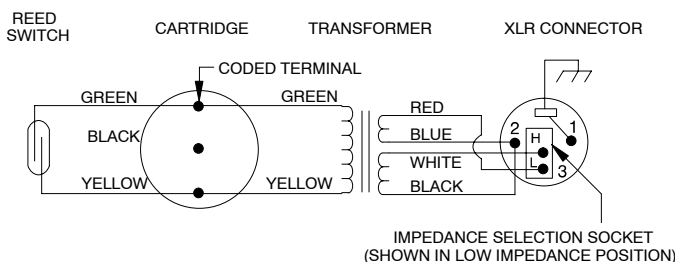 REED
SWITCH
CARTRIDGE
TRANSFORMER
XLR CONNECTOR
CODED TERMINAL
GREEN
GREEN
BLACK
YELLOW
YELLOW
RED
BLUE
WHITE
BLACK
2
H
1
L
3
IMPEDANCE SELECTION SOCKET
(SHOWN IN LOW IMPEDANCE POSITION)